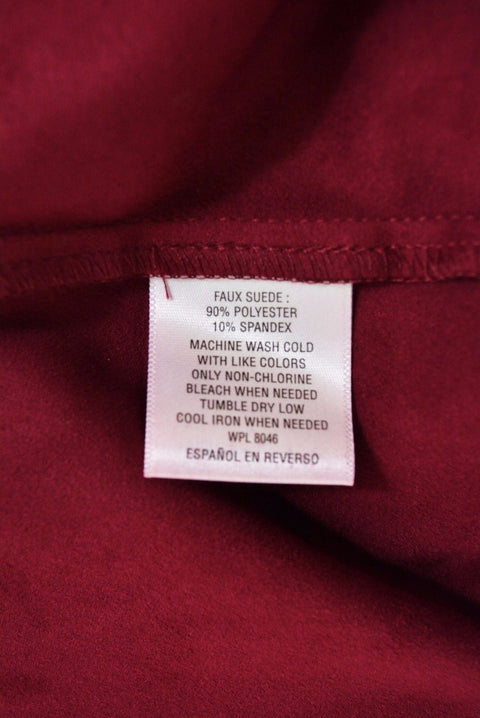 FAUX SUEDE :
90% POLYESTER
10% SPANDEX
MACHINE WASH COLD
WITH LIKE COLORS
ONLY NON-CHLORINE
BLEACH WHEN NEEDED
TUMBLE DRY LOW
COOL IRON WHEN NEEDED
WPL 8046
ESPAÑOL EN REVERSO